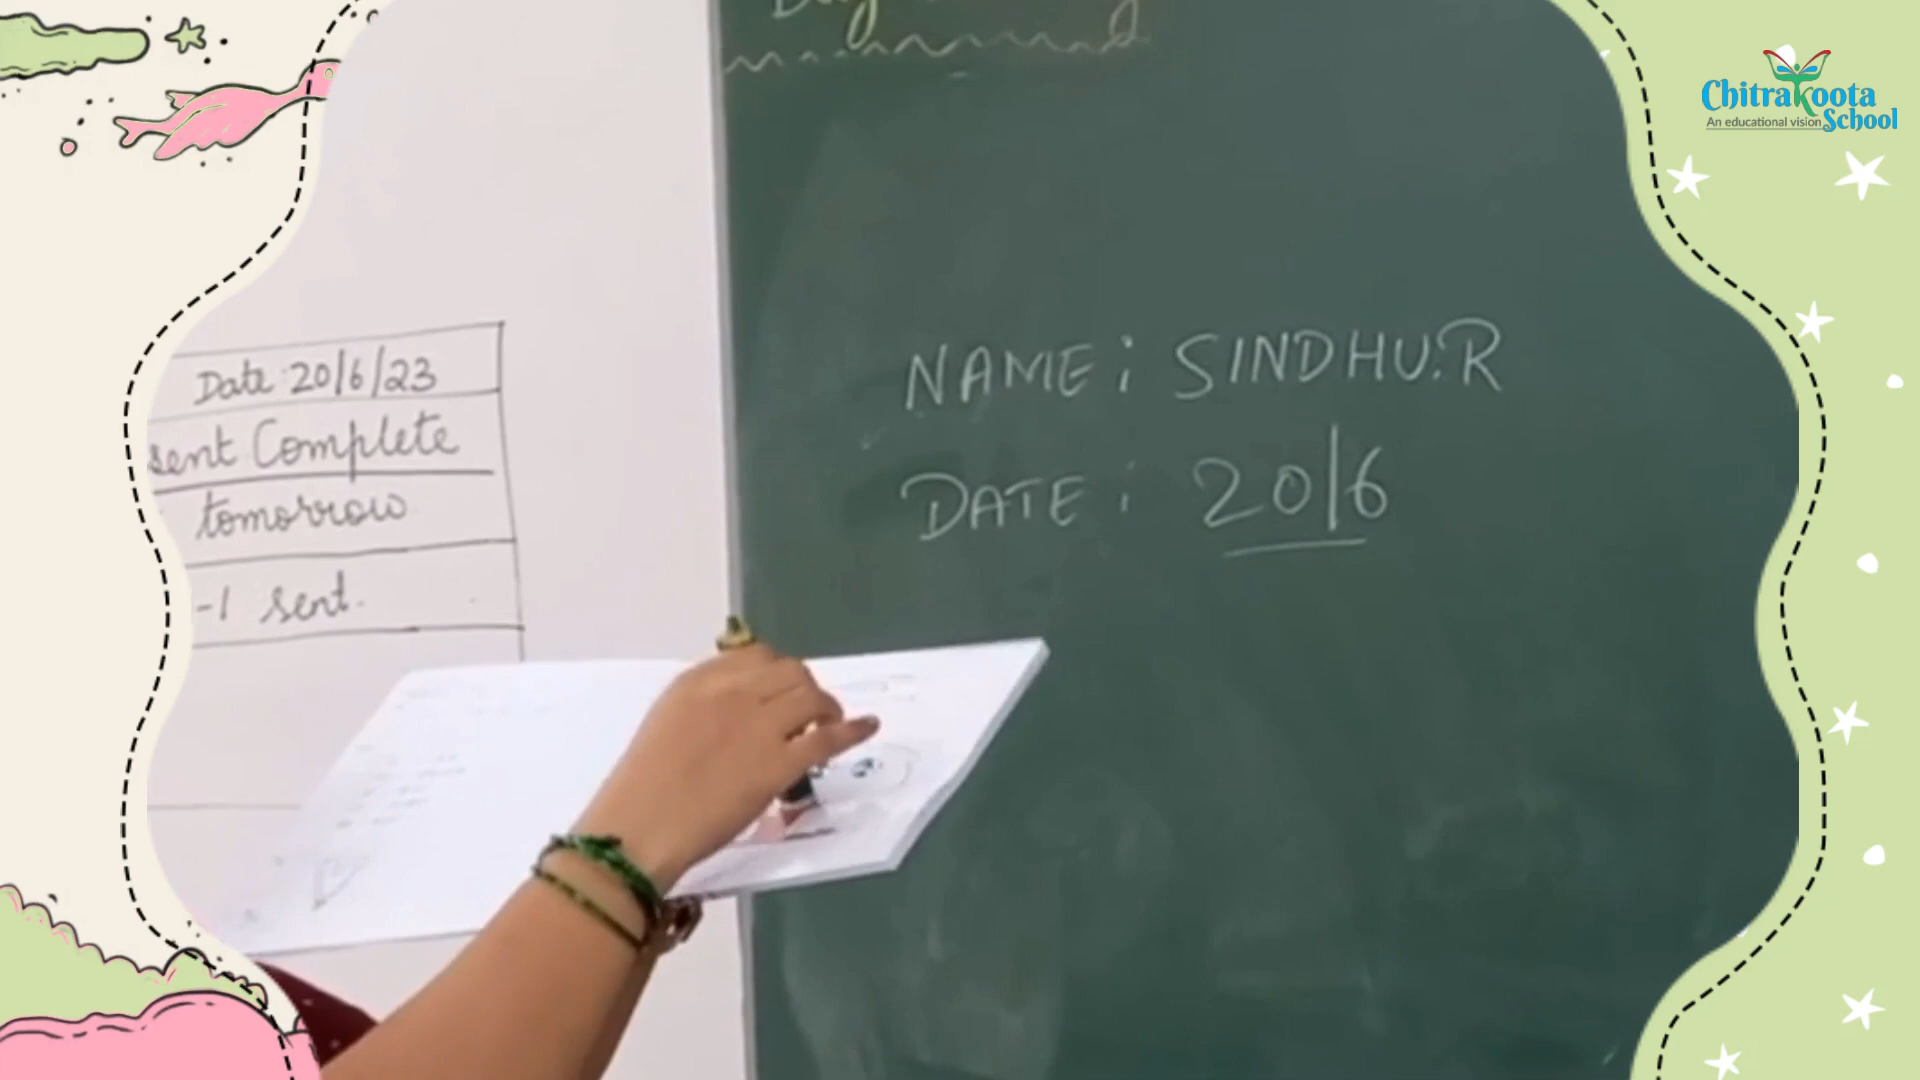 Date 20/6/23
sent Complete
tomorrow
-1 sent.
NAME: SINDHU.R
DATE: 20/6
Chitrakoota
An educational vision School